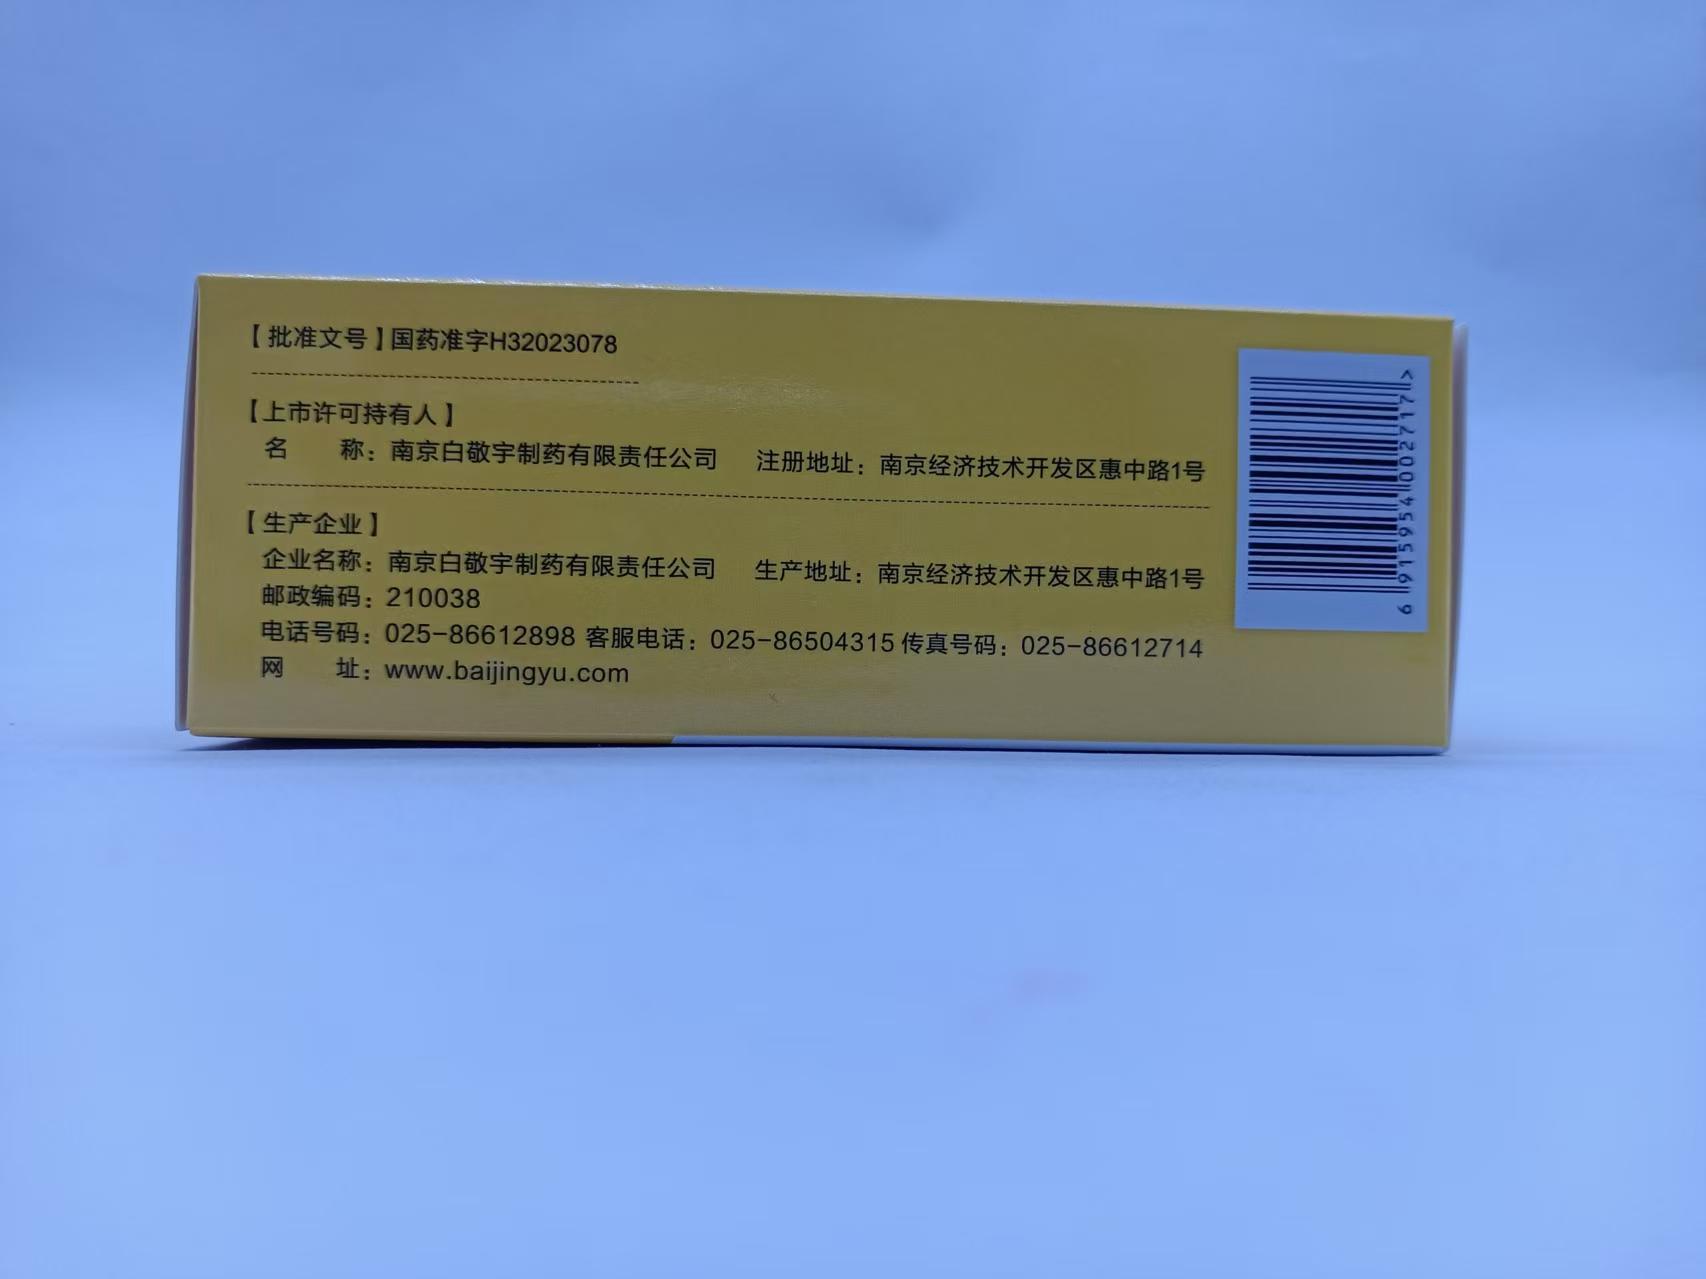 【批准文号】国药准字H32023078
【上市许可持有人】
名 称：南京白敬宇制药有限责任公司 注册地址：南京经济技术开发区惠中路1号
【生产企业】
企业名称：南京白敬宇制药有限责任公司 生产地址：南京经济技术开发区惠中路1号
邮政编码：210038
电话号码：025-86612898 客服电话：025-86504315 传真号码：025-86612714
网 址：www.baijingyu.com
6 915954 002717 >